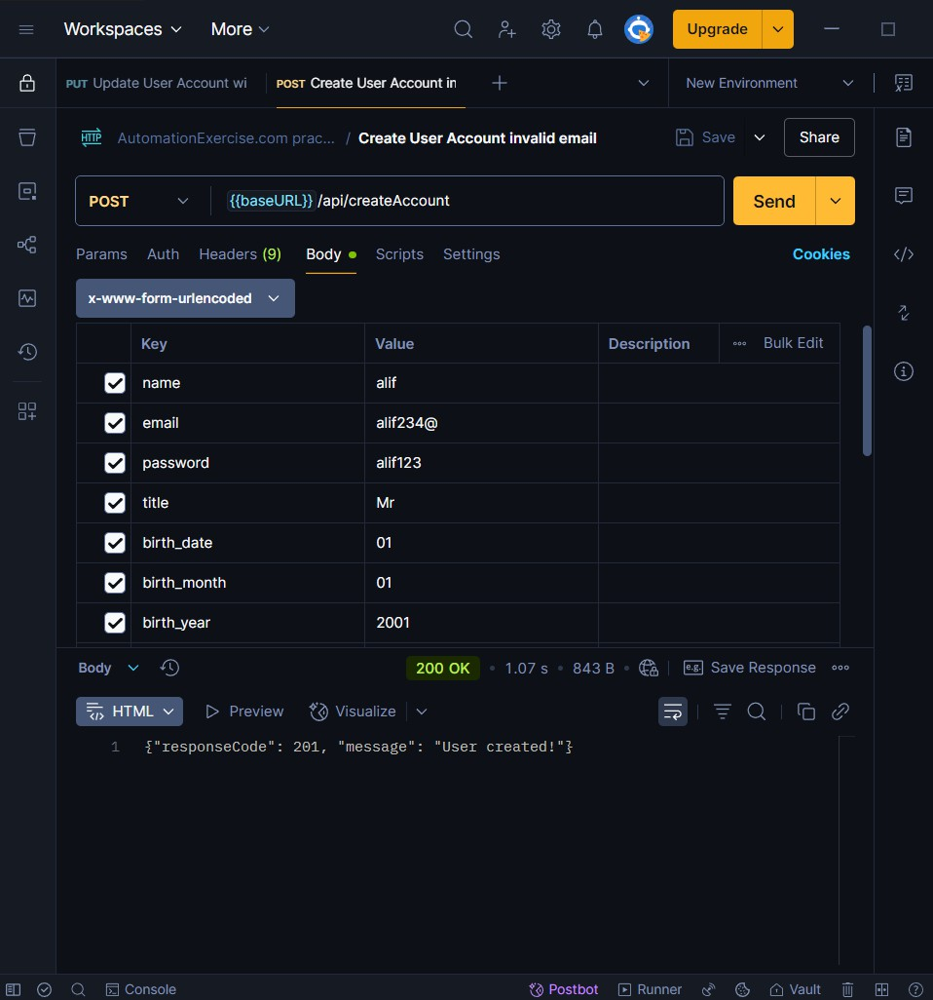 Workspaces More Upgrade
PUT Update User Account wi POST Create User Account in New Environment
HTTP AutomationExercise.com prac... / Create User Account invalid email Save Share
POST {{baseURL}}/api/createAccount Send
Params Auth Headers (9) Body Scripts Settings Cookies
x-www-form-urlencoded
Key Value Description Bulk Edit
name alif
email alif234@
password alif123
title Mr
birth_date 01
birth_month 01
birth_year 2001
Body 200 OK • 1.07 s • 843 B • e.g. Save Response
HTML Preview Visualize
1 {"responseCode": 201, "message": "User created!"}
Console Postbot Runner Vault